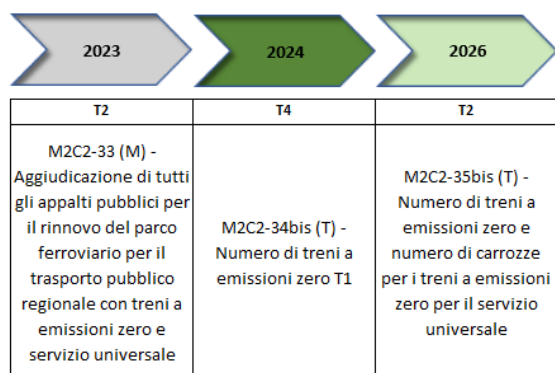 2023
2024
2026
T2
T4
T2
M2C2-33 (M) -
Aggiudicazione di tutti
gli appalti pubblici per
il rinnovo del parco
ferroviario per il
trasporto pubblico
regionale con treni a
emissioni zero e
servizio universale
M2C2-34bis (T) -
Numero di treni a
emissioni zero T1
M2C2-35bis (T) -
Numero di treni a
emissioni zero e
numero di carrozze
per i treni a emissioni
zero per il servizio
universale